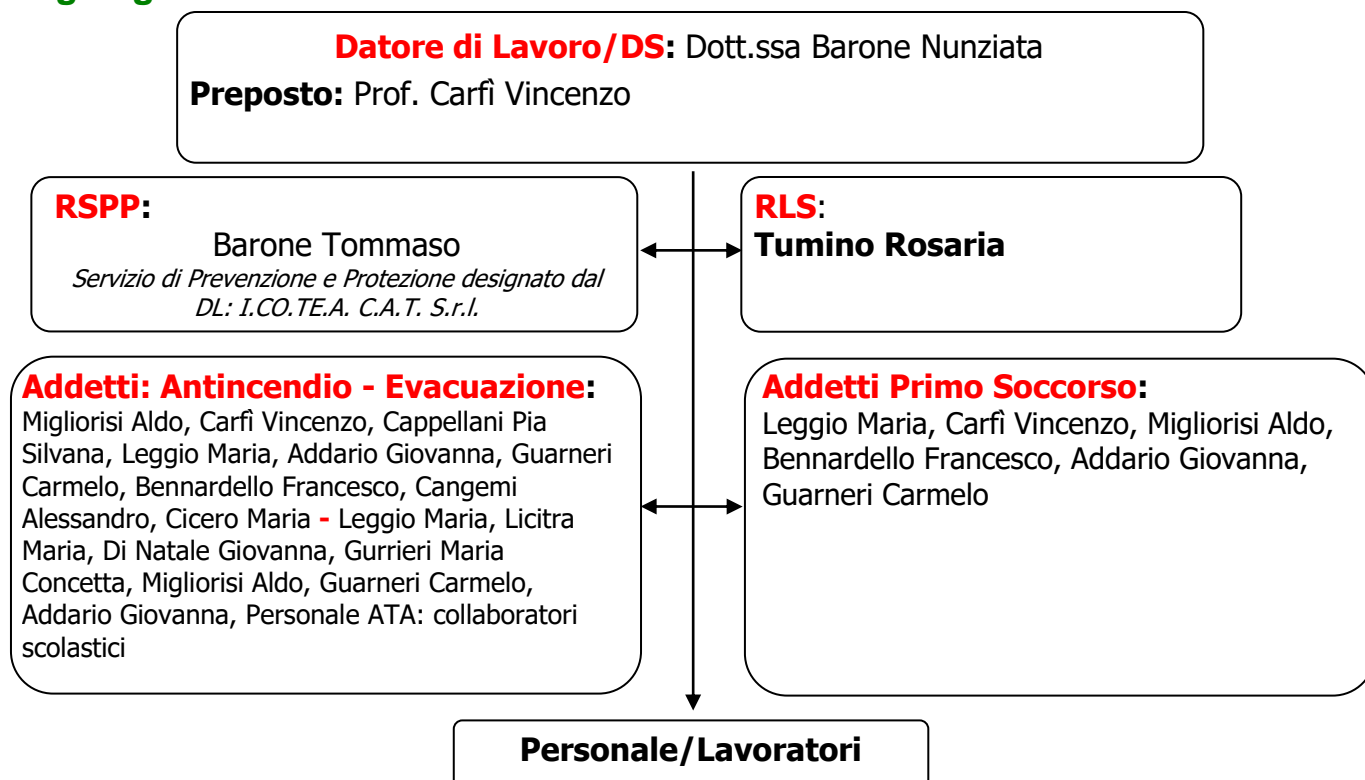 Datore di Lavoro/DS: Dott.ssa Barone Nunziata
Preposto: Prof. Carfì Vincenzo
RSPP:
Barone Tommaso
Servizio di Prevenzione e Protezione designato dal
DL: I.CO.TE.A. C.A.T. S.r.l.
RLS:
Tumino Rosaria
Addetti: Antincendio - Evacuazione:
Migliorisi Aldo, Carfì Vincenzo, Cappellani Pia
Silvana, Leggio Maria, Addario Giovanna, Guarneri
Carmelo, Bennardello Francesco, Cangemi
Alessandro, Cicero Maria - Leggio Maria, Licitra
Maria, Di Natale Giovanna, Gurrieri Maria
Concetta, Migliorisi Aldo, Guarneri Carmelo,
Addario Giovanna, Personale ATA: collaboratori
scolastici
Addetti Primo Soccorso:
Leggio Maria, Carfì Vincenzo, Migliorisi Aldo,
Bennardello Francesco, Addario Giovanna,
Guarneri Carmelo
Personale/Lavoratori